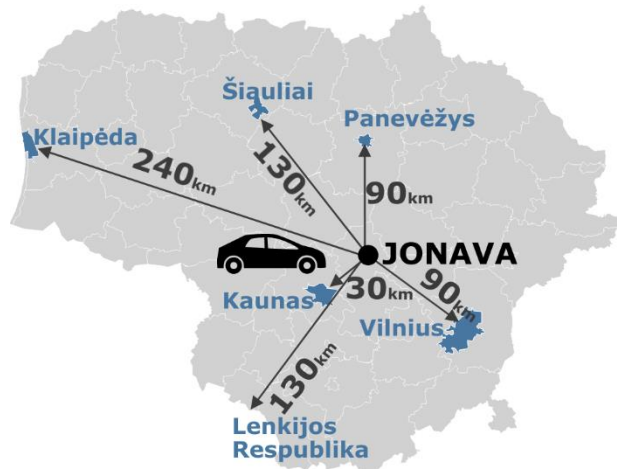 Šiauliai
Panevėžys
Klaipėda
240km
130km
90km
JONAVA
Kaunas
30km
90km
Vilnius
130km
Lenkijos
Respublika